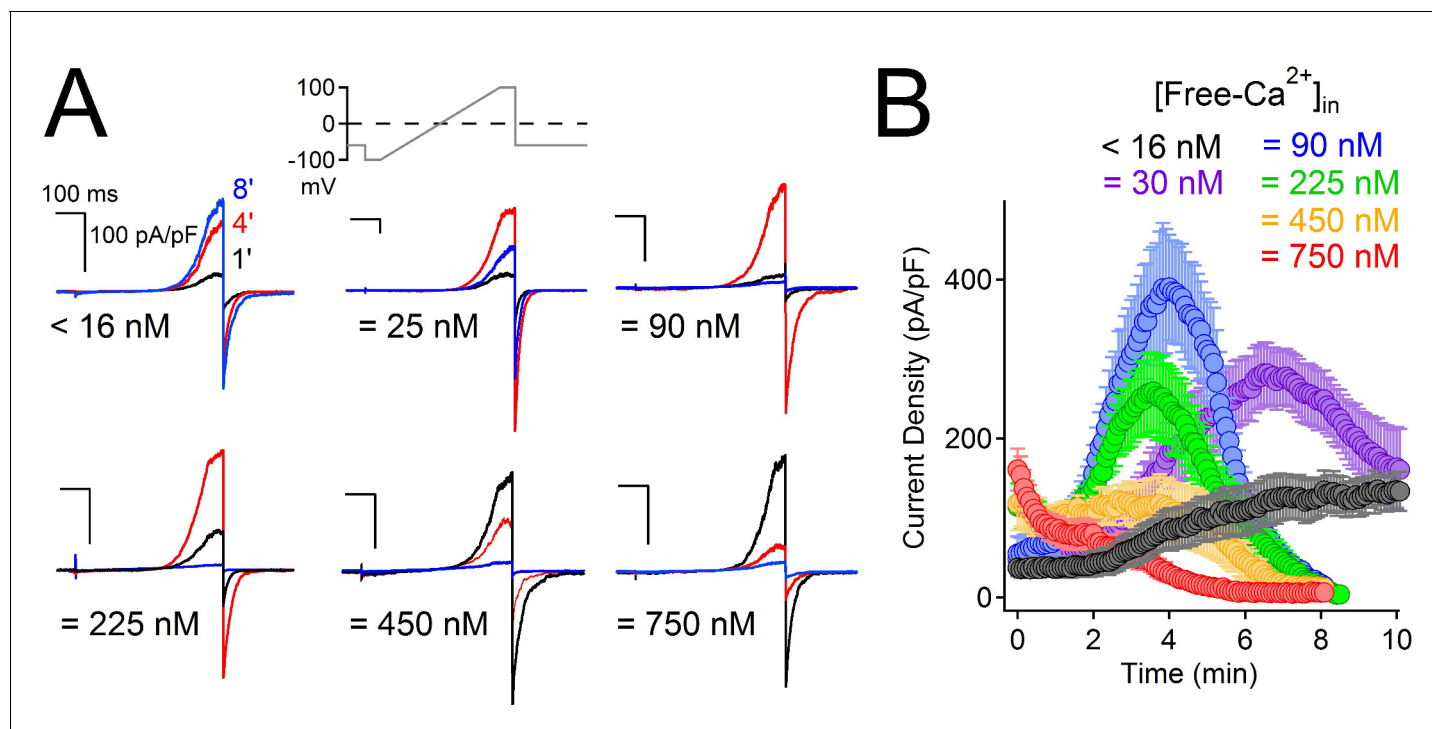 A
100
0
-100
mV
100 ms
100 pA/pF
8'
4'
1'
< 16 nM
= 25 nM
= 90 nM
= 225 nM
= 450 nM
= 750 nM
B
[Free-Ca²⁺]in
< 16 nM = 90 nM
= 30 nM = 225 nM
= 450 nM
= 750 nM
Current Density (pA/pF)
400
200
0
0 2 4 6 8 10
Time (min)